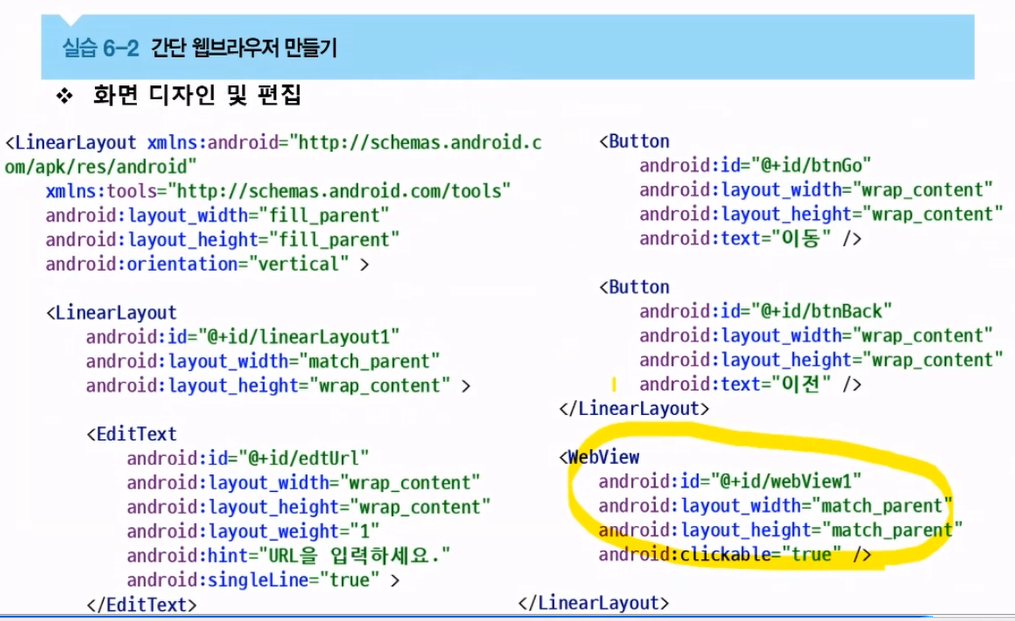 실습 6-2 간단 웹브라우저 만들기
❖ 화면 디자인 및 편집
<LinearLayout xmlns:android="http://schemas.android.c
om/apk/res/android"
xmlns:tools="http://schemas.android.com/tools"
android:layout_width="fill_parent"
android:layout_height="fill_parent"
android:orientation="vertical" >
<LinearLayout
android:id="@+id/linearLayout1"
android:layout_width="match_parent"
android:layout_height="wrap_content" >
<EditText
android:id="@+id/edtUrl"
android:layout_width="wrap_content"
android:layout_height="wrap_content"
android:layout_weight="1"
android:hint="URL을 입력하세요."
android:singleLine="true" >
</EditText>
<Button
android:id="@+id/btnGo"
android:layout_width="wrap_content"
android:layout_height="wrap_content"
android:text="이동" />
<Button
android:id="@+id/btnBack"
android:layout_width="wrap_content"
android:layout_height="wrap_content"
android:text="이전" />
</LinearLayout>
<WebView
android:id="@+id/webView1"
android:layout_width="match_parent"
android:layout_height="match_parent"
android:clickable="true" />
</LinearLayout>